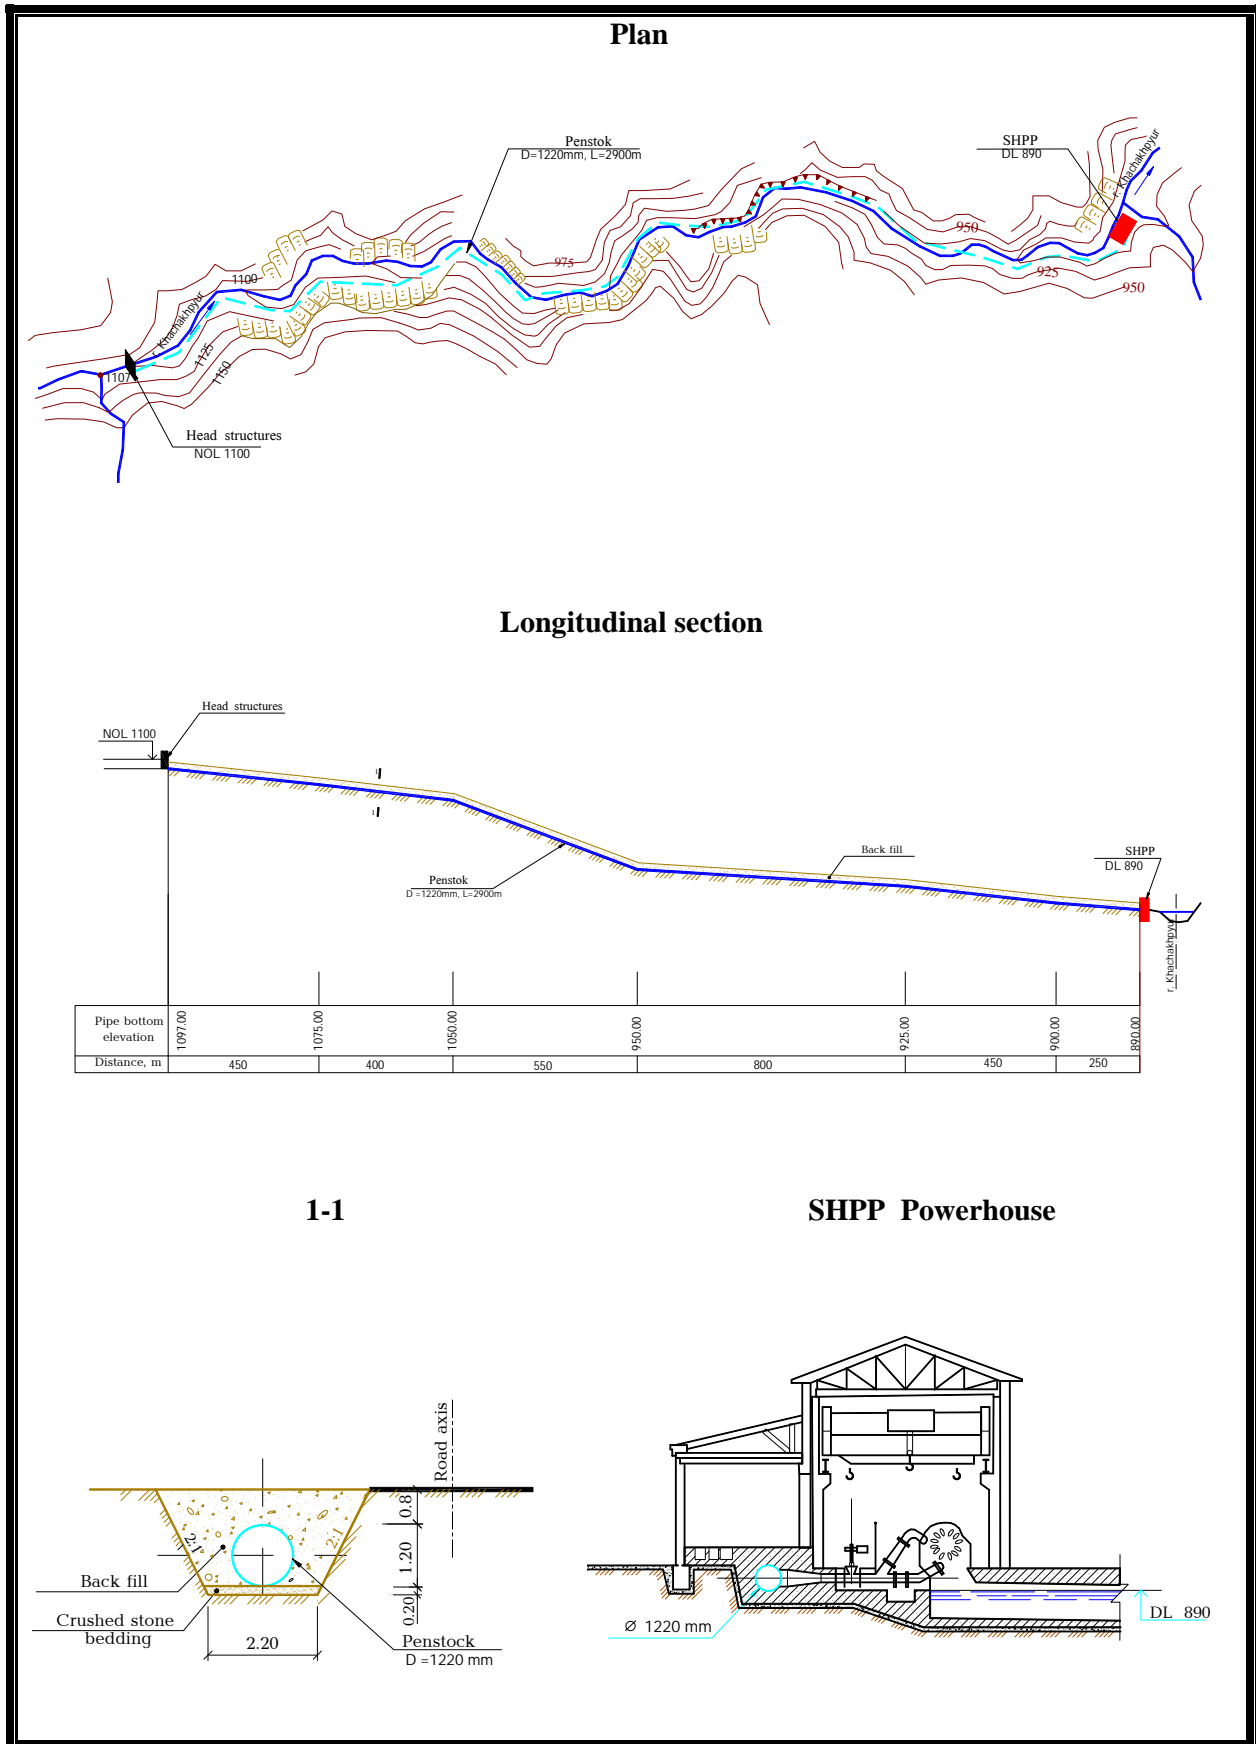 Plan
Penstok
D=1220mm, L=2900m
SHPP
DL 890
r. Khachakhpyur
950
975
925
950
1100
r. Khachakhpyur
1125
1150
1107
Head structures
NOL 1100
Longitudinal section
Head structures
NOL 1100
1
1
Back fill
SHPP
DL 890
Penstok
D =1220mm, L=2900m
r. Khachakhpyur
Pipe bottom
elevation
1097.00
1075.00
1050.00
950.00
925.00
900.00
890.00
Distance, m
450
400
550
800
450
250
1-1
SHPP Powerhouse
Road axis
0.8
2:1
2:1
1.20
Back fill
0.20
Crushed stone
bedding
2.20
Penstock
D =1220 mm
Ø 1220 mm
DL 890